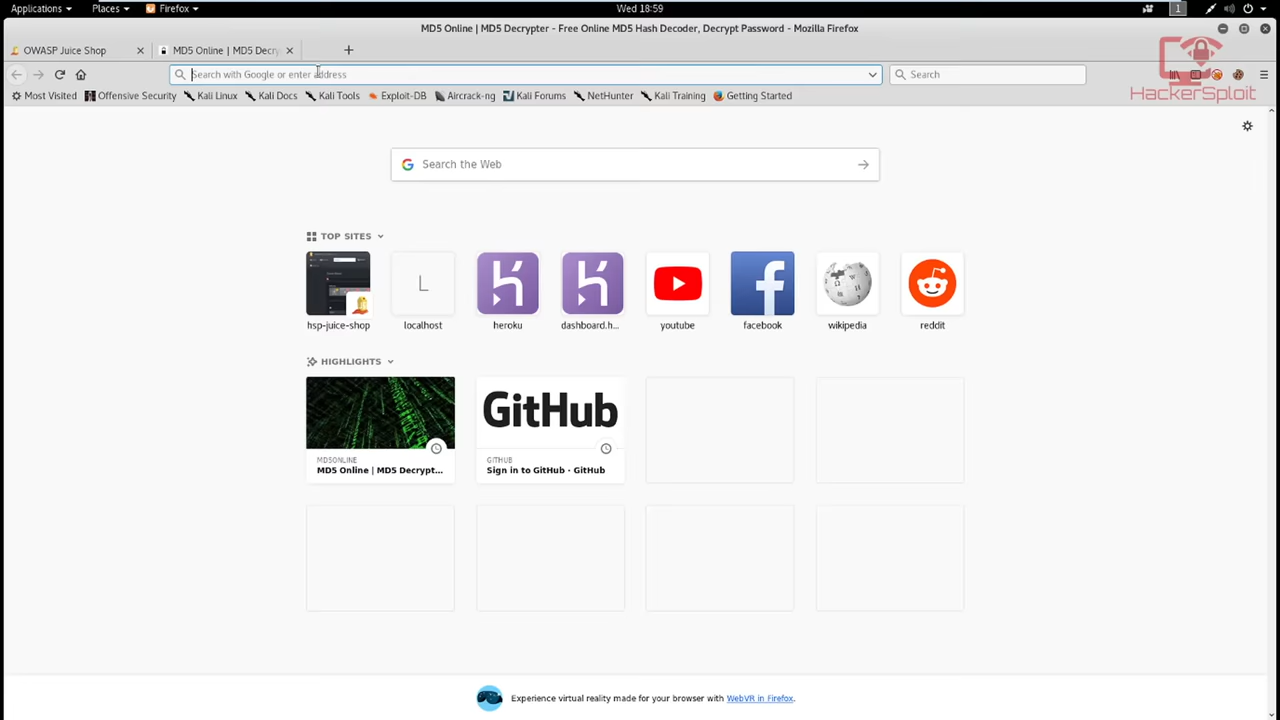 Applications Places Firefox Wed 18:59 1
MD5 Online | MD5 Decrypter - Free Online MD5 Hash Decoder, Decrypt Password - Mozilla Firefox
OWASP Juice Shop MD5 Online | MD5 Decry
Search with Google or enter address Search
Most Visited Offensive Security Kali Linux Kali Docs Kali Tools Exploit-DB Aircrack-ng Kali Forums NetHunter Kali Training Getting Started
HackerSploit
Search the Web
TOP SITES
L
hsp-juice-shop localhost heroku dashboard.h... youtube facebook wikipedia reddit
HIGHLIGHTS
GitHub
MD5ONLINE GITHUB
MD5 Online | MD5 Decrypt... Sign in to GitHub · GitHub
Experience virtual reality made for your browser with WebVR in Firefox.